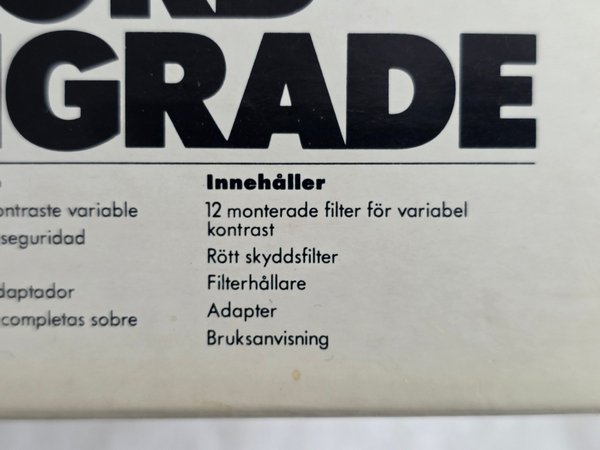 GRADE
ontraste variable
seguridad
daptador
completas sobre
Innehåller
12 monterade filter för variabel
kontrast
Rött skyddsfilter
Filterhållare
Adapter
Bruksanvisning